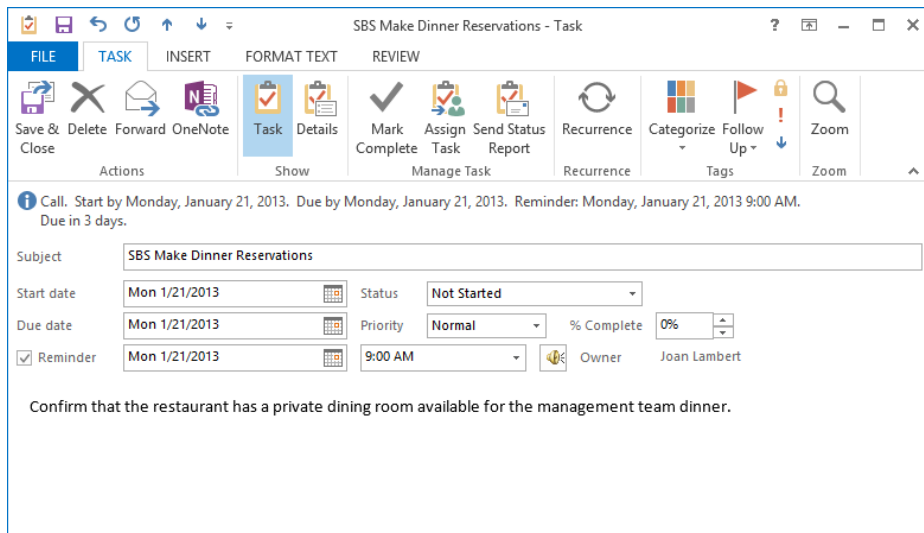 SBS Make Dinner Reservations - Task
?
FILE TASK INSERT FORMAT TEXT REVIEW
Save & Close Delete Forward OneNote Task Details Mark Complete Assign Task Send Status Report Recurrence Categorize Follow Up ! Zoom
Actions Show Manage Task Recurrence Tags Zoom
Call. Start by Monday, January 21, 2013. Due by Monday, January 21, 2013. Reminder: Monday, January 21, 2013 9:00 AM.
Due in 3 days.
Subject SBS Make Dinner Reservations
Start date Mon 1/21/2013 Status Not Started
Due date Mon 1/21/2013 Priority Normal % Complete 0%
Reminder Mon 1/21/2013 9:00 AM Owner Joan Lambert
Confirm that the restaurant has a private dining room available for the management team dinner.